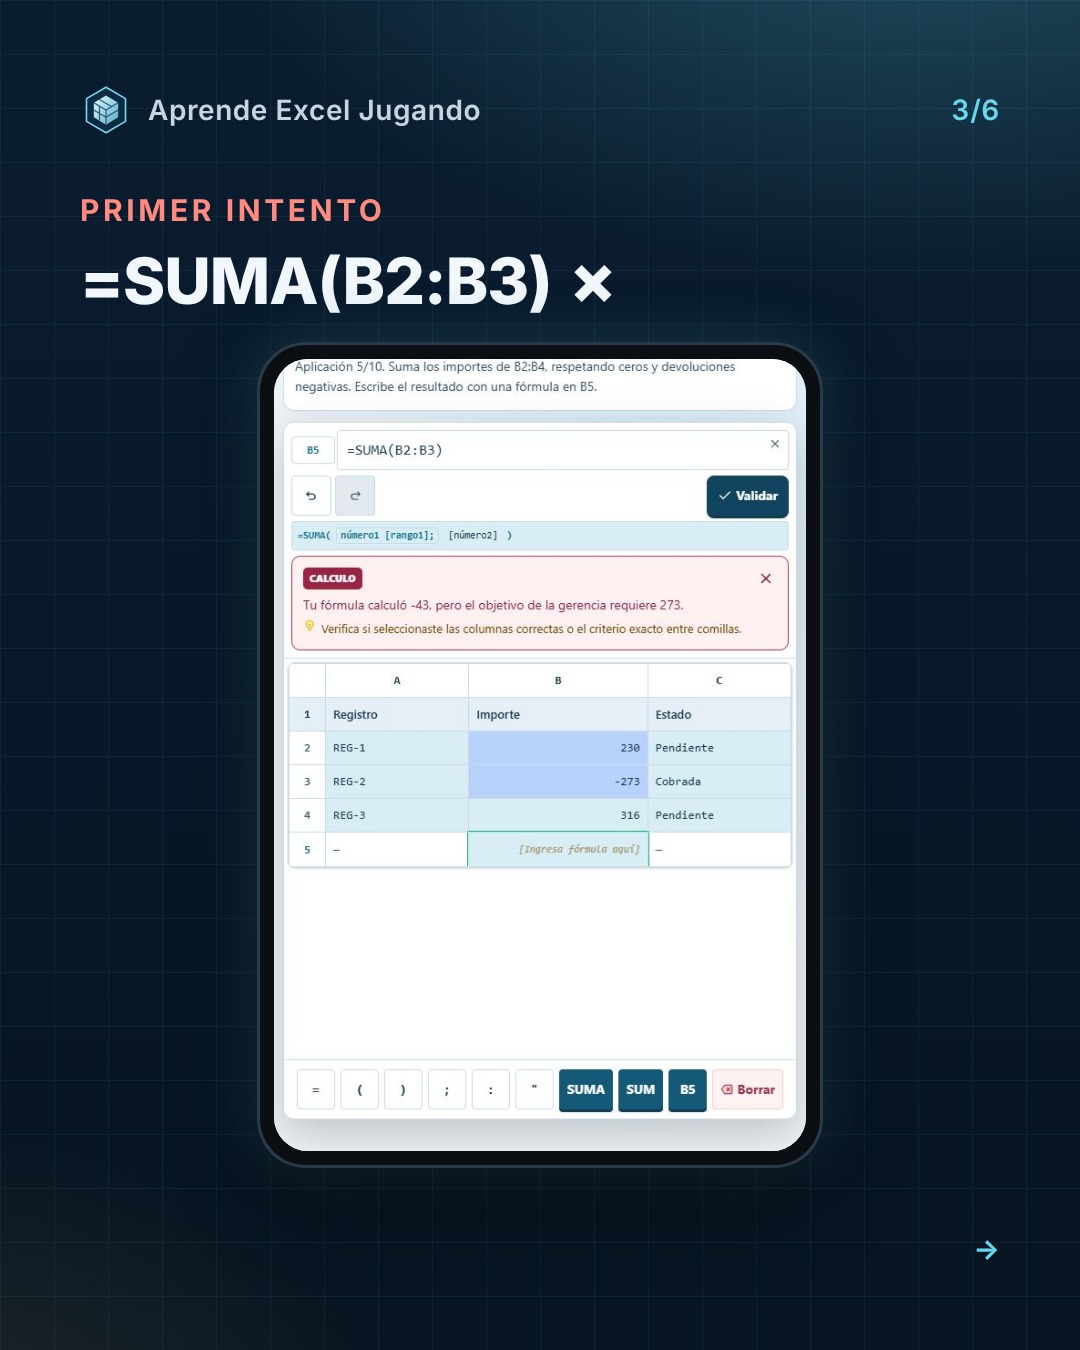 Aprende Excel Jugando
3/6
PRIMER INTENTO
=SUMA(B2:B3) ×
Aplicación 5/10. Suma los importes de B2:B4, respetando ceros y devoluciones
negativas. Escribe el resultado con una fórmula en B5.
B5 =SUMA(B2:B3) ×
✓ Validar
=SUMA( número1 [rango1]; [número2] )
CALCULO ×
Tu fórmula calculó -43, pero el objetivo de la gerencia requiere 273.
Verifica si seleccionaste las columnas correctas o el criterio exacto entre comillas.
A B C
1 Registro Importe Estado
2 REG-1 230 Pendiente
3 REG-2 -273 Cobrada
4 REG-3 316 Pendiente
5 — [Ingresa fórmula aquí] —
= ( ) ; : " SUMA SUM B5 Borrar
→